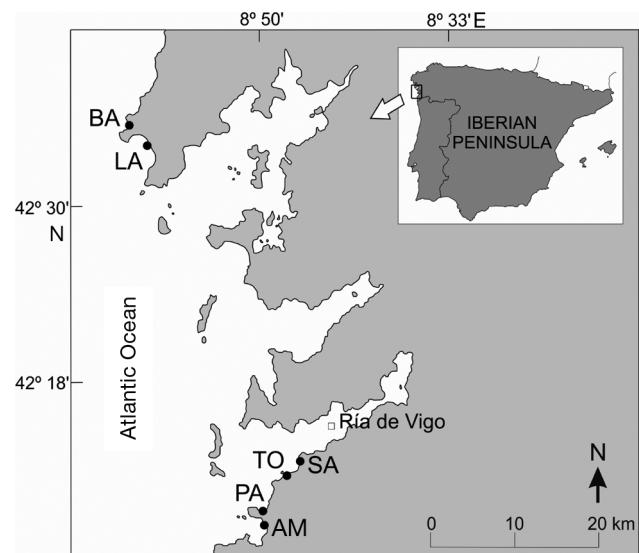 8º 50'
8º 33'
BA
LA
IBERIAN
PENINSULA
42º 30'
N
Atlantic Ocean
42º 18'
Ría de Vigo
TO
SA
N
PA
AM
0
10
20 km